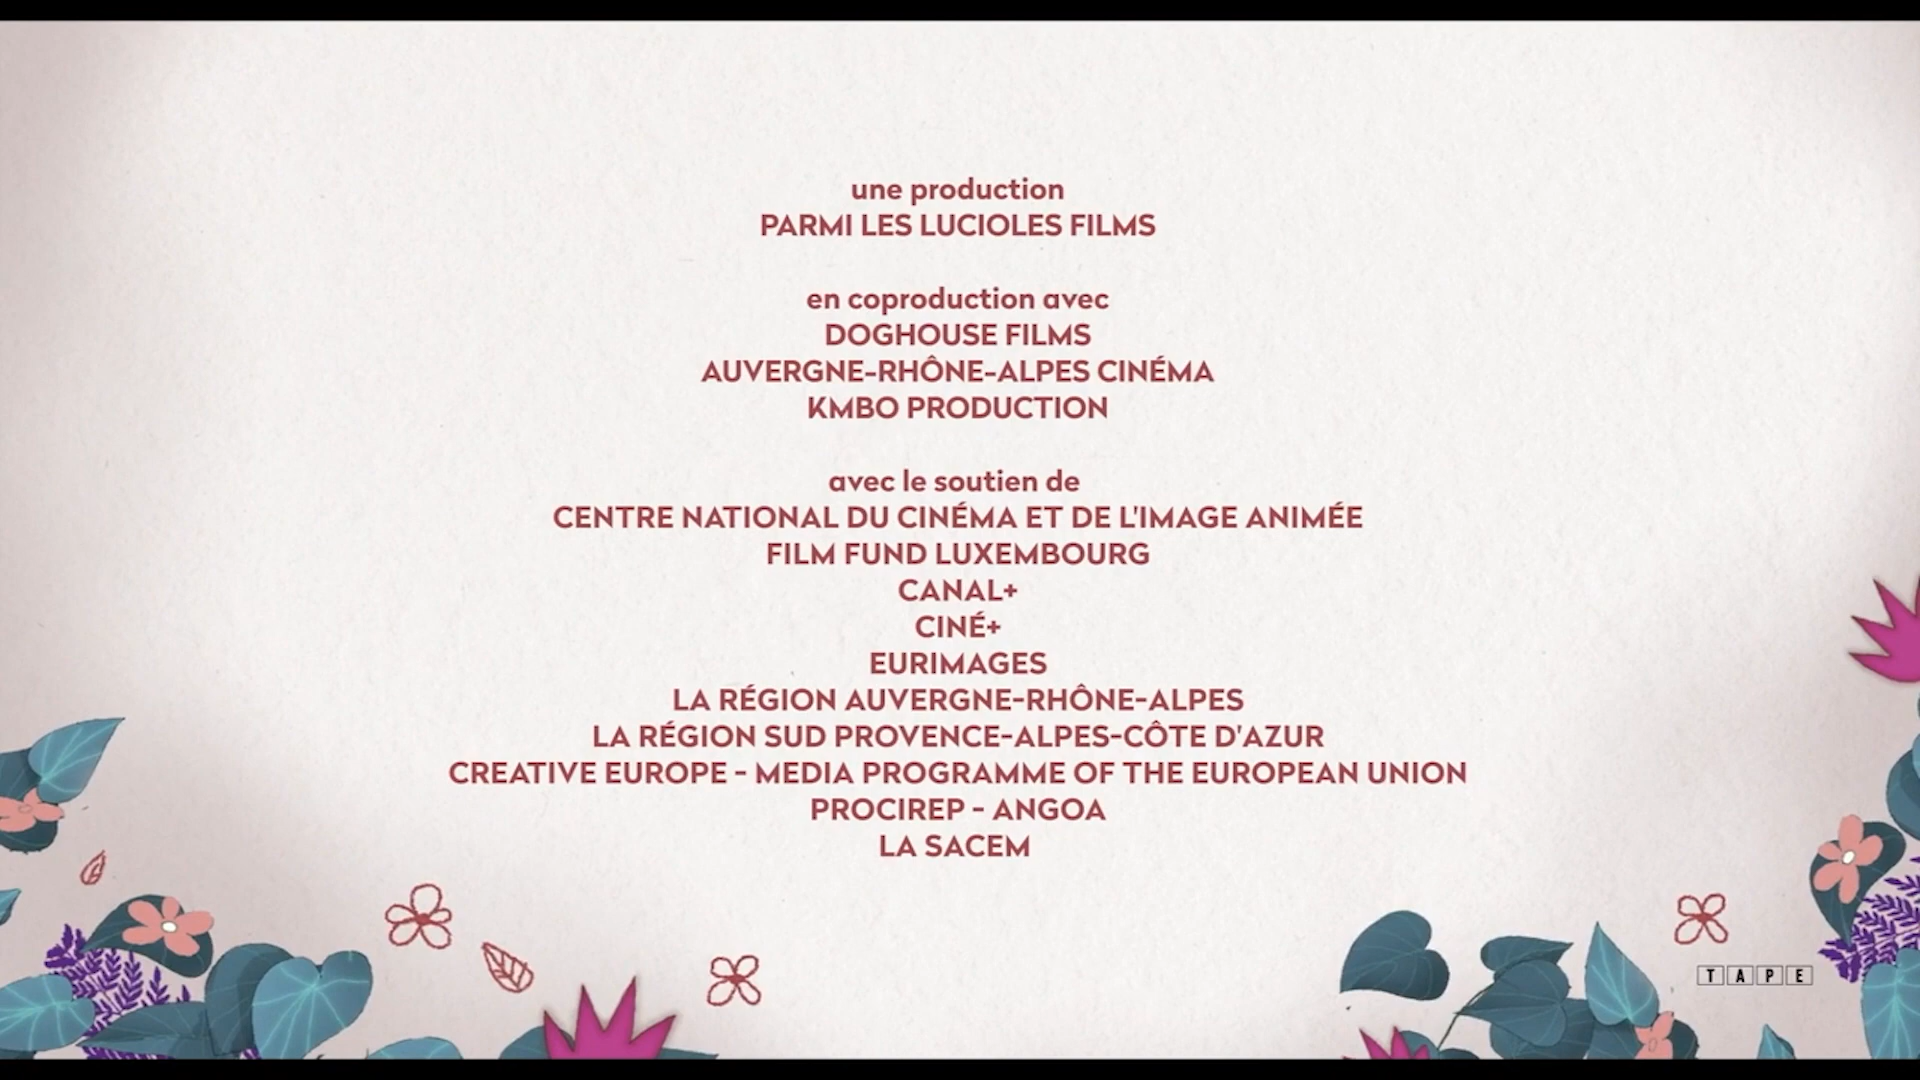 une production
PARMI LES LUCIOLES FILMS
en coproduction avec
DOGHOUSE FILMS
AUVERGNE-RHÔNE-ALPES CINÉMA
KMBO PRODUCTION
avec le soutien de
CENTRE NATIONAL DU CINÉMA ET DE L'IMAGE ANIMÉE
FILM FUND LUXEMBOURG
CANAL+
CINÉ+
EURIMAGES
LA RÉGION AUVERGNE-RHÔNE-ALPES
LA RÉGION SUD PROVENCE-ALPES-CÔTE D'AZUR
CREATIVE EUROPE - MEDIA PROGRAMME OF THE EUROPEAN UNION
PROCIREP - ANGOA
LA SACEM
TAPE